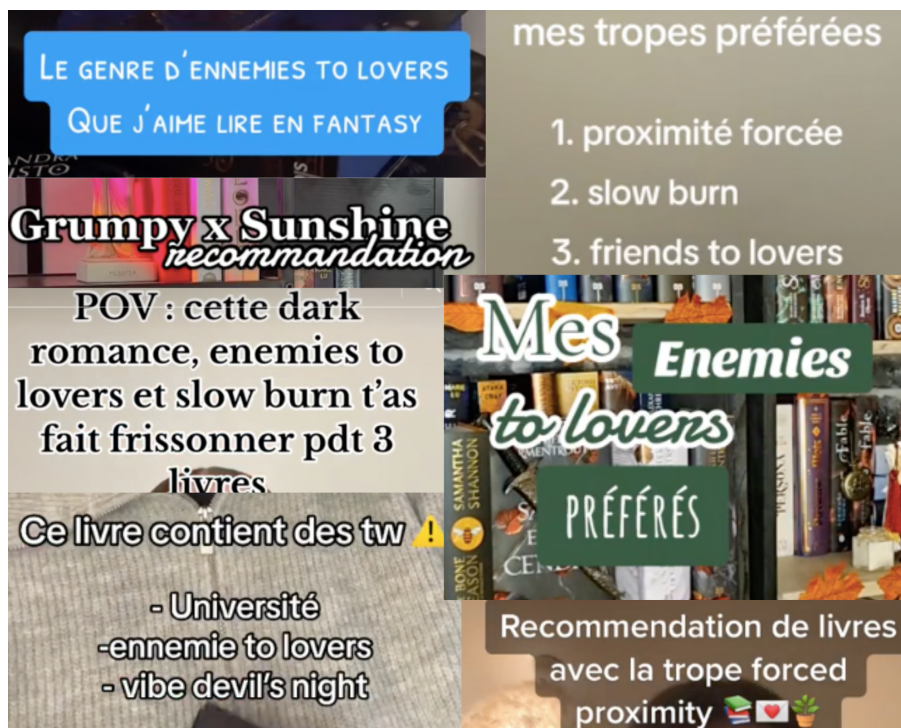 LE GENRE D'ENNEMIES TO LOVERS
QUE J'AIME LIRE EN FANTASY
mes tropes préférées
1. proximité forcée
2. slow burn
3. friends to lovers
Grumpy x Sunshine
recommandation
POV : cette dark
romance, enemies to
lovers et slow burn t'as
fait frissonner pdt 3
livres
Mes
Enemies
to lovers
PRÉFÉRÉS
SAMANTHA
SHANNON
BONE
PERSONA
Fable
Ce livre contient des tw ⚠️
- Université
-ennemie to lovers
- vibe devil's night
Recommendation de livres
avec la trope forced
proximity 📚💌🪴